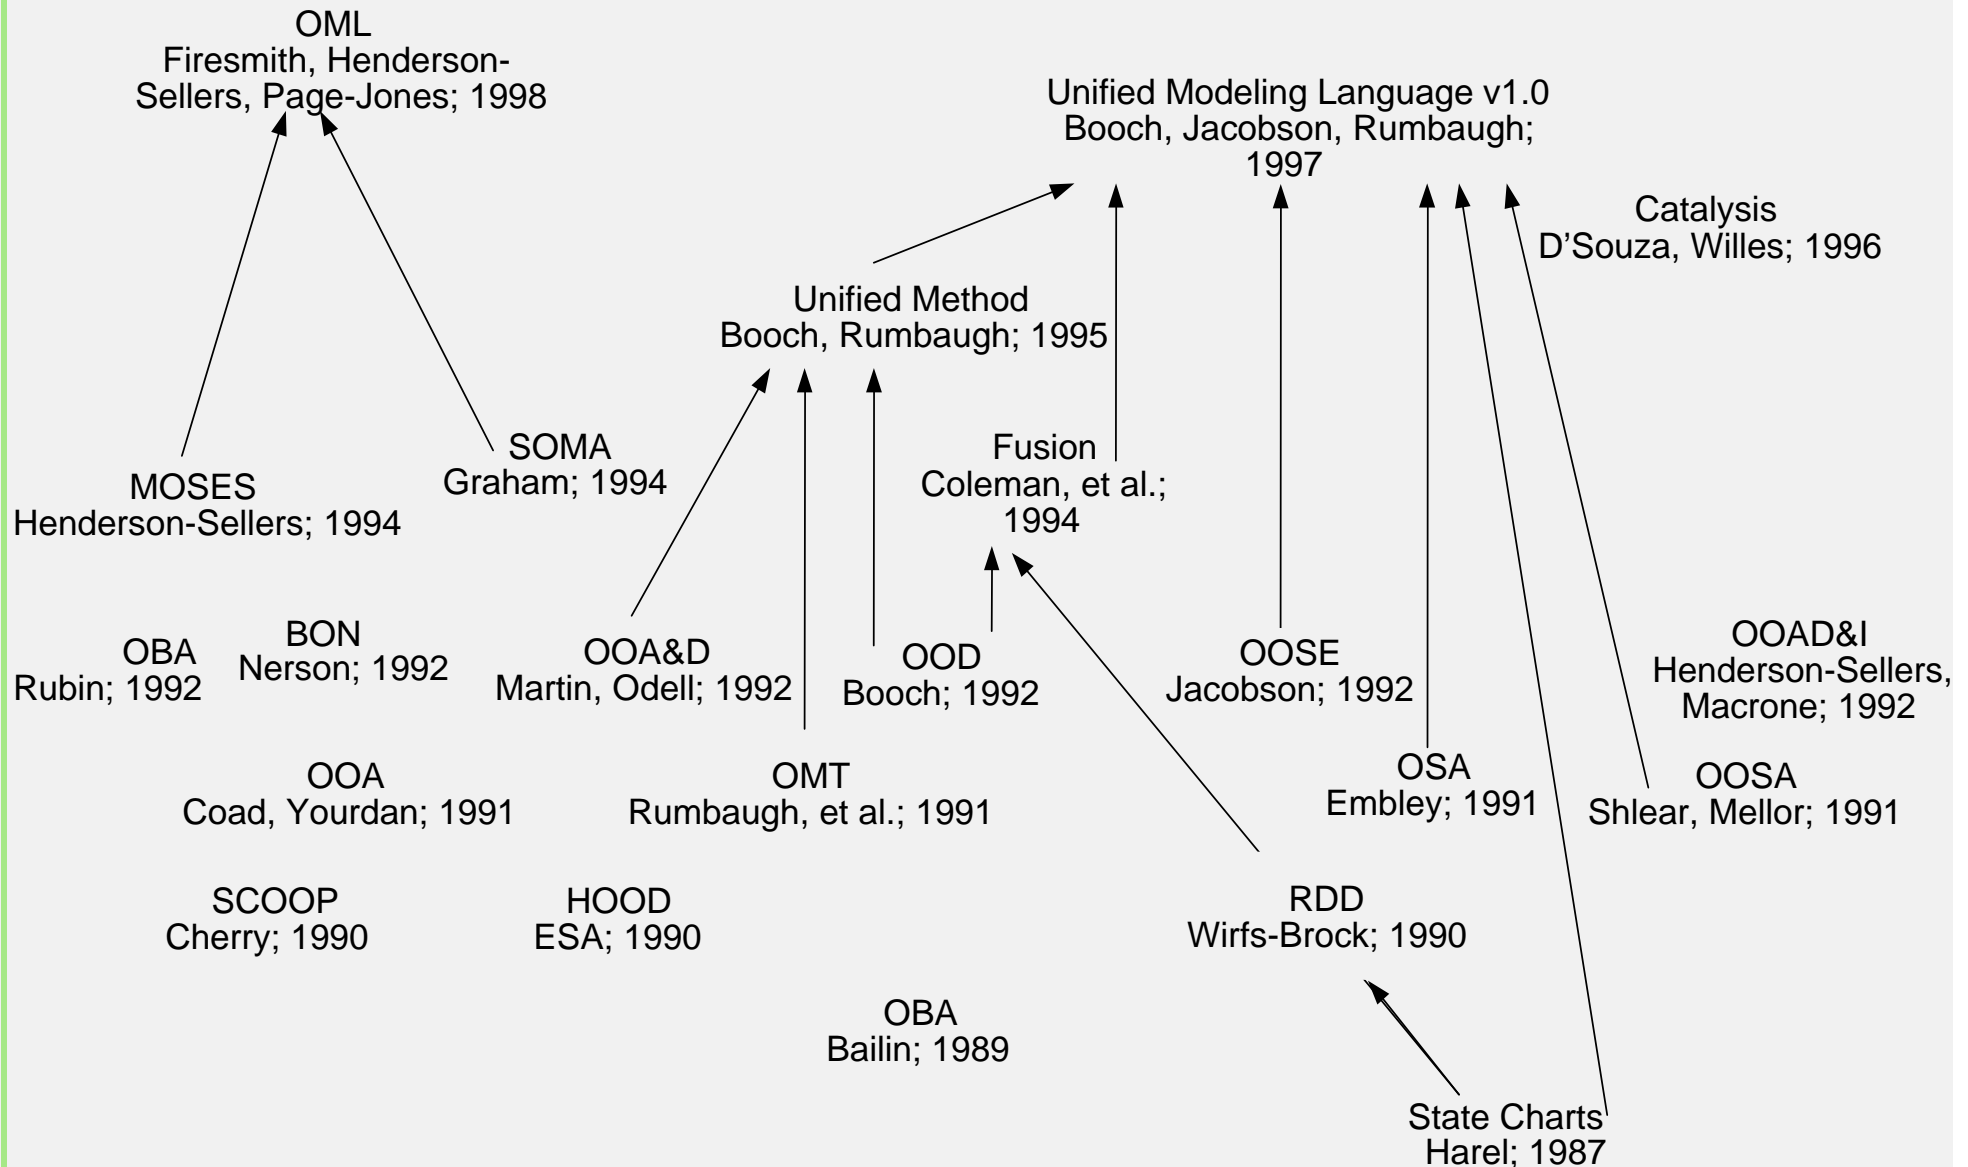 OML
Firesmith, Henderson-
Sellers, Page-Jones; 1998
Unified Modeling Language v1.0
Booch, Jacobson, Rumbaugh;
1997
Catalysis
D'Souza, Willes; 1996
Unified Method
Booch, Rumbaugh; 1995
SOMA
Graham; 1994
Fusion
Coleman, et al.;
1994
MOSES
Henderson-Sellers; 1994
OBA
Rubin; 1992
BON
Nerson; 1992
OOA&D
Martin, Odell; 1992
OOD
Booch; 1992
OOSE
Jacobson; 1992
OOAD&I
Henderson-Sellers,
Macrone; 1992
OOA
Coad, Yourdan; 1991
OMT
Rumbaugh, et al.; 1991
OSA
Embley; 1991
OOSA
Shlear, Mellor; 1991
SCOOP
Cherry; 1990
HOOD
ESA; 1990
RDD
Wirfs-Brock; 1990
OBA
Bailin; 1989
State Charts
Harel; 1987